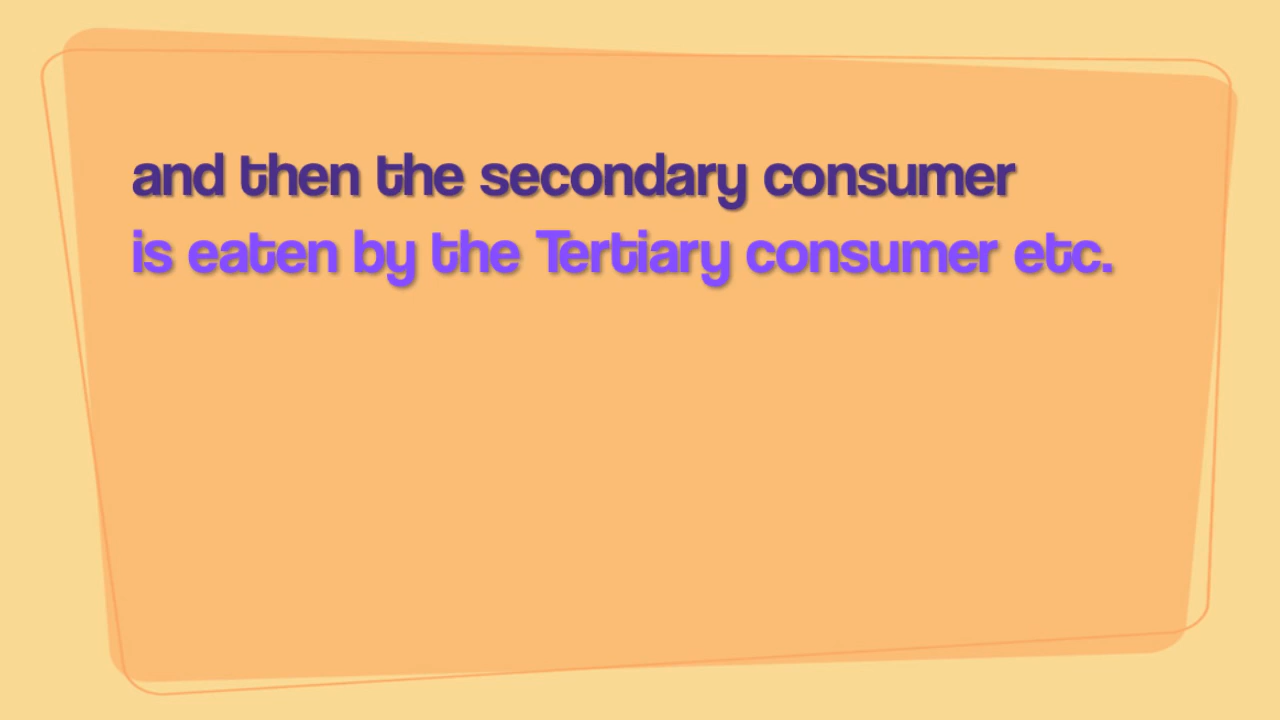 and then the secondary consumer
is eaten by the Tertiary consumer etc.